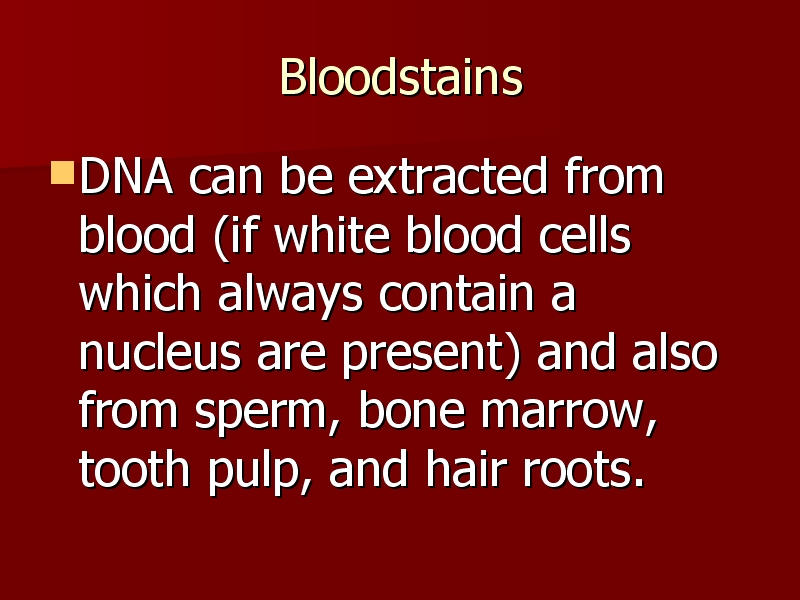 Bloodstains
DNA can be extracted from
blood (if white blood cells
which always contain a
nucleus are present) and also
from sperm, bone marrow,
tooth pulp, and hair roots.